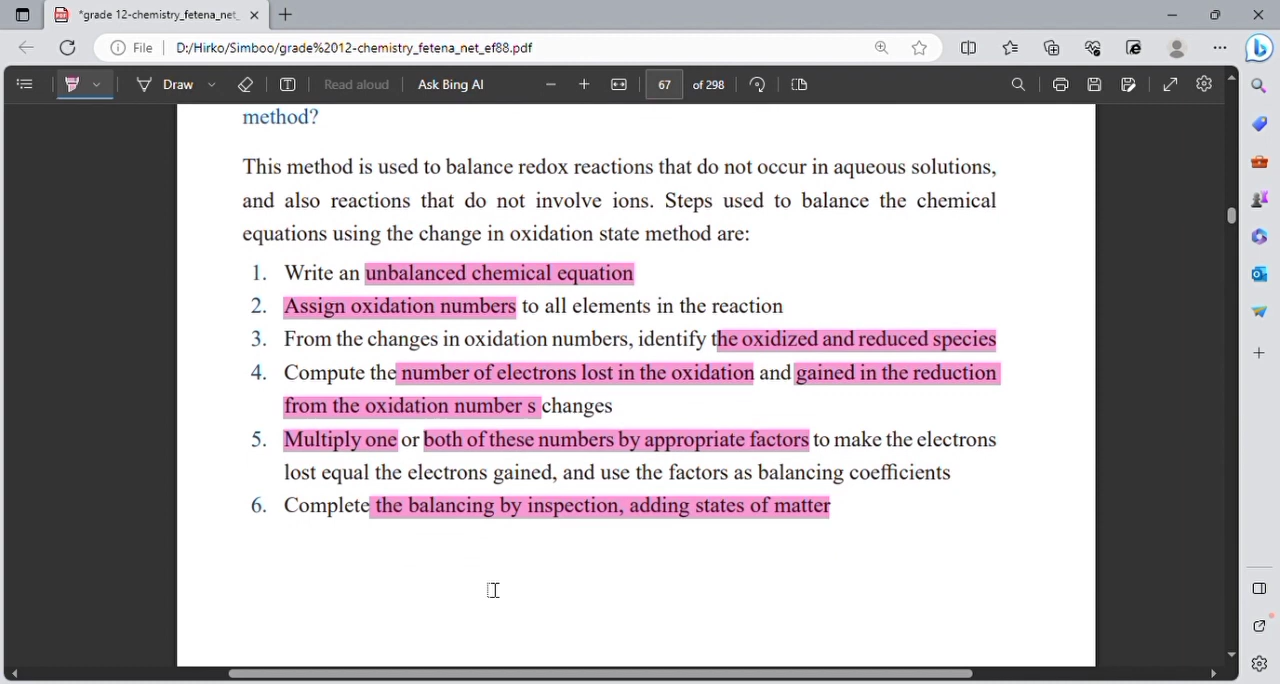 *grade 12-chemistry_fetena_net_
File
D:/Hirko/Simboo/grade%2012-chemistry_fetena_net_ef88.pdf
Draw
Read aloud
Ask Bing AI
67
of 298
method?
This method is used to balance redox reactions that do not occur in aqueous solutions,
and also reactions that do not involve ions. Steps used to balance the chemical
equations using the change in oxidation state method are:
1. Write an unbalanced chemical equation
2. Assign oxidation numbers to all elements in the reaction
3. From the changes in oxidation numbers, identify the oxidized and reduced species
4. Compute the number of electrons lost in the oxidation and gained in the reduction
from the oxidation number s changes
5. Multiply one or both of these numbers by appropriate factors to make the electrons
lost equal the electrons gained, and use the factors as balancing coefficients
6. Complete the balancing by inspection, adding states of matter